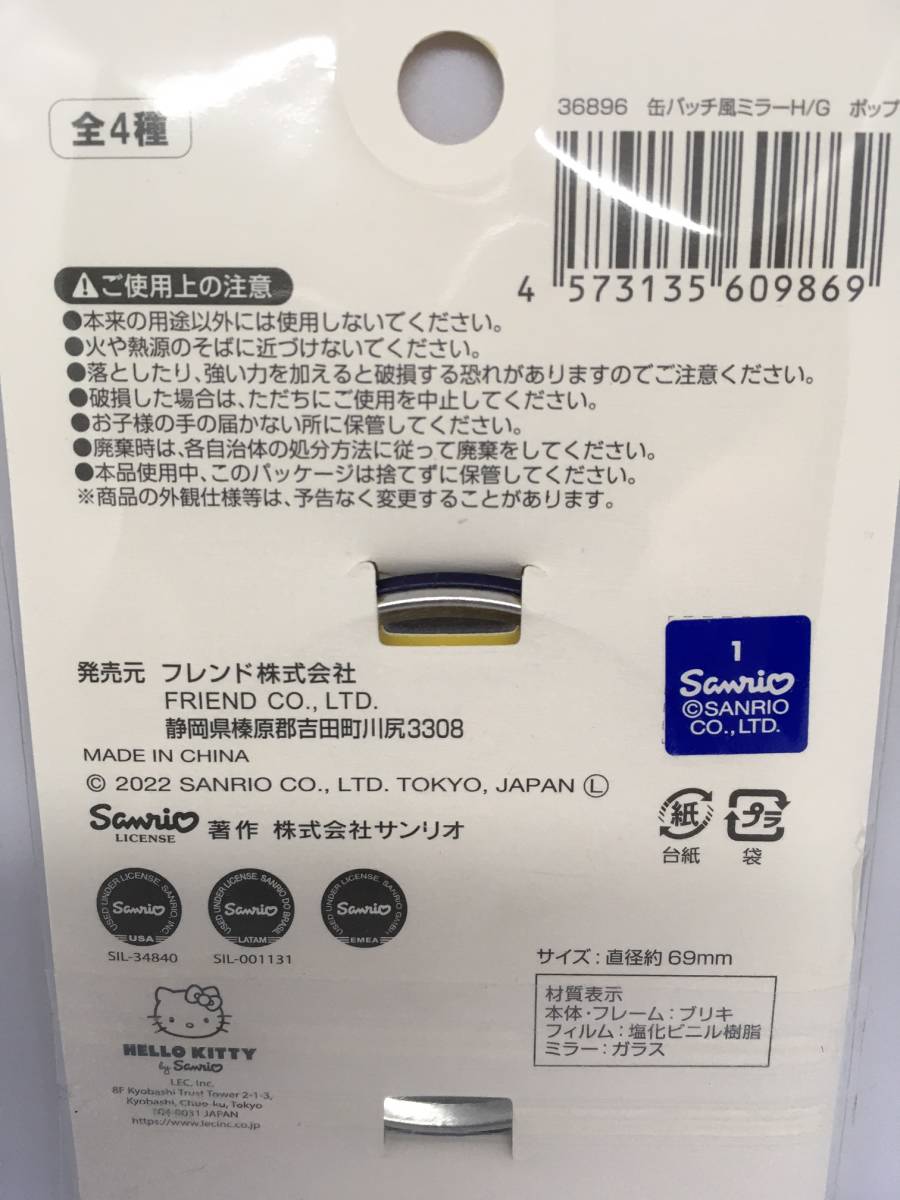 全4種
36896 缶バッチ風ミラーH/G ポップ
4 573135 609869
ご使用上の注意
●本来の用途以外には使用しないでください。
●火や熱源のそばに近づけないでください。
●落としたり、強い力を加えると破損する恐れがありますのでご注意ください。
●破損した場合は、ただちにご使用を中止してください。
●お子様の手の届かない所に保管してください。
●廃棄時は、各自治体の処分方法に従って廃棄をしてください。
●本品使用中、このパッケージは捨てずに保管してください。
※商品の外観仕様等は、予告なく変更することがあります。
発売元 フレンド株式会社
FRIEND CO., LTD.
静岡県榛原郡吉田町川尻3308
MADE IN CHINA
© 2022 SANRIO CO., LTD. TOKYO, JAPAN Ⓛ
1
Sanrio
©SANRIO
CO.,LTD.
Sanrio
LICENSE
著作 株式会社サンリオ
紙
台紙
プラ
袋
USED UNDER LICENSE. SANRIO, INC.
Sanrio
USA
SIL-34840
USED UNDER LICENSE. SANRIO DO BRASIL
Sanrio
LATAM
SIL-001131
USED UNDER LICENSE. SANRIO GMBH
Sanrio
EMEA
サイズ：直径約69mm
材質表示
本体・フレーム：ブリキ
フィルム：塩化ビニル樹脂
ミラー：ガラス
HELLO KITTY
by Sanrio
LEC, Inc.
8F Kyobashi Trust Tower 2-1-3,
Kyobashi, Chuo-ku, Tokyo
104-0031 JAPAN
https://www.lecinc.co.jp